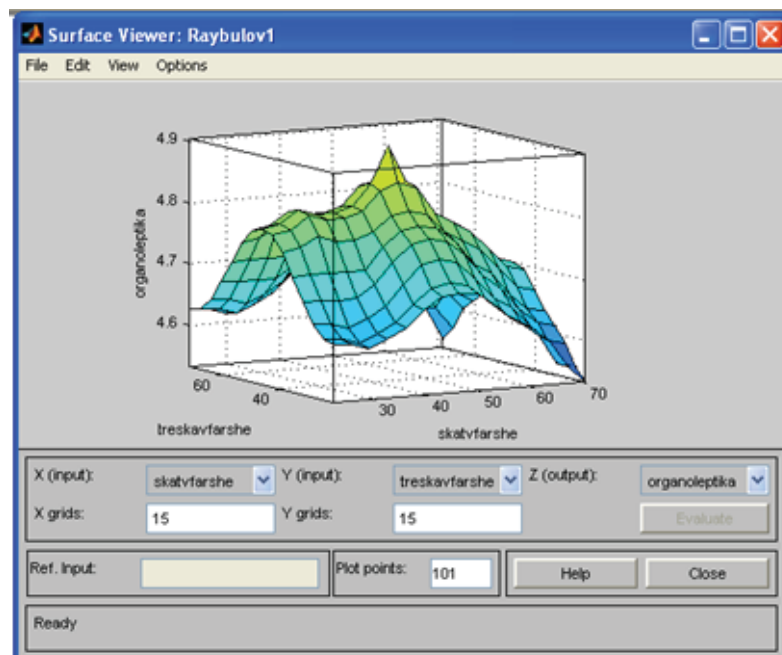 Surface Viewer: Raybulov1
File Edit View Options
4.9
4.8
4.7
4.6
organoleptika
60
40
treskavfarshe
30
40
50
60
70
skatvfarshe
X (input): skatvfarshe Y (input): treskavfarshe Z (output): organoleptika
X grids: 15 Y grids: 15 Evaluate
Ref. Input: Plot points: 101 Help Close
Ready